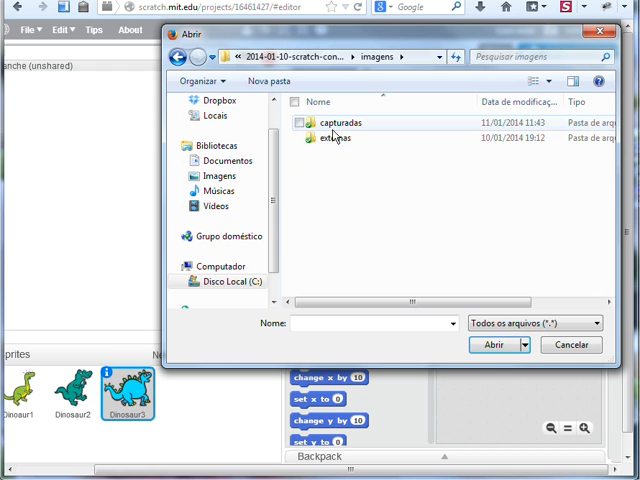 scratch.mit.edu/projects/16461427/#editor
Google
File Edit Tips About
anche (unshared)
Abrir
« 2014-01-10-scratch-con... imagens
Pesquisar imagens
Organizar Nova pasta
Nome Data de modificaç... Tipo
capturadas 11/01/2014 11:43 Pasta de arqu
externas 10/01/2014 19:12 Pasta de arqu
Dropbox
Locais
Bibliotecas
Documentos
Imagens
Músicas
Vídeos
Grupo doméstico
Computador
Disco Local (C:)
Nome: Todos os arquivos (*.*)
Abrir Cancelar
prites
Dinosaur1 Dinosaur2 Dinosaur3
change x by 10
set x to 0
change y by 10
set y to 0
Backpack